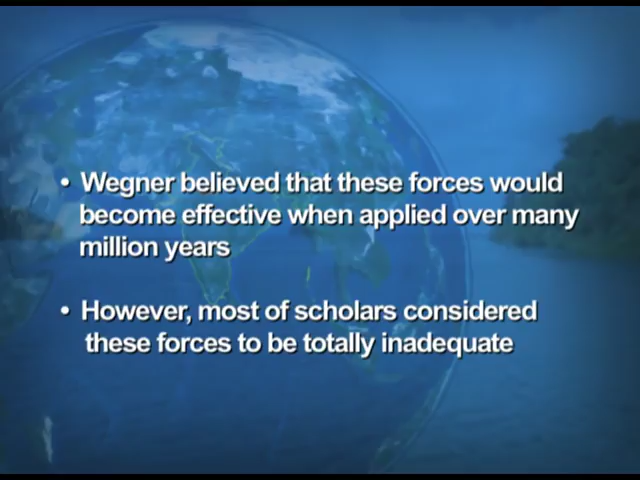 • Wegner believed that these forces would
become effective when applied over many
million years
• However, most of scholars considered
these forces to be totally inadequate